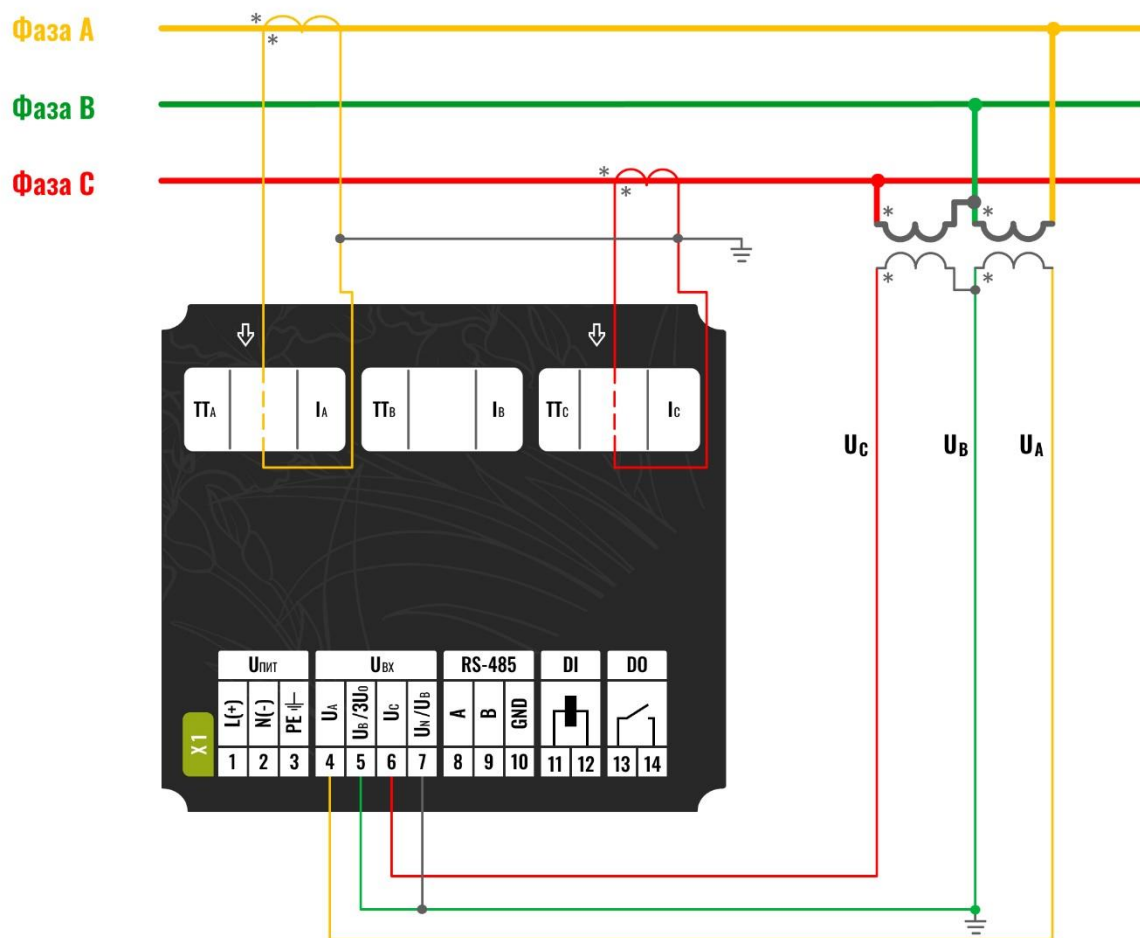 Фаза A
*
*
Фаза B
Фаза C
*
*
*
*
*
*
TTA
IA
TTB
IB
TTC
IC
UC
UB
UA
UПИТ
UВХ
RS-485
DI
DO
X1
L(+)
N(-)
PE
UA
UB/3U0
UC
UN/UB
A
B
GND
1
2
3
4
5
6
7
8
9
10
11
12
13
14